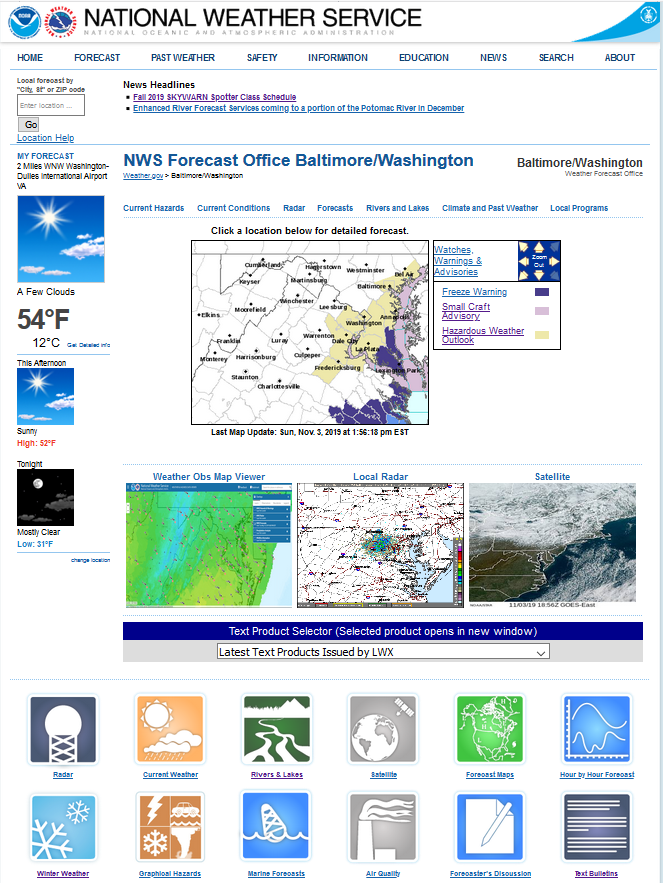 NATIONAL WEATHER SERVICE
NATIONAL OCEANIC AND ATMOSPHERIC ADMINISTRATION
HOME FORECAST PAST WEATHER SAFETY INFORMATION EDUCATION NEWS SEARCH ABOUT
Local forecast by
"City, St" or ZIP code
Enter location ...
Go
Location Help
News Headlines
Fall 2019 SKYWARN Spotter Class Schedule
Enhanced River Forecast Services coming to a portion of the Potomac River in December
MY FORECAST
2 Miles WNW Washington-
Dulles International Airport
VA
A Few Clouds
54°F
12°C Get Detailed info
This Afternoon
Sunny
High: 52°F
Tonight
Mostly Clear
Low: 31°F
change location
NWS Forecast Office Baltimore/Washington
Weather.gov > Baltimore/Washington
Baltimore/Washington
Weather Forecast Office
Current Hazards Current Conditions Radar Forecasts Rivers and Lakes Climate and Past Weather Local Programs
Click a location below for detailed forecast.
Cumberland
Hagerstown
Westminster
Bel Air
Keyser
Martinsburg
Baltimore
Winchester
Moorefield
Leesburg
Elkins
Annapolis
Washington
Franklin
Luray
Warrenton
Dale City
La Plata
Monterey
Harrisonburg
Culpeper
Fredericksburg
Lexington Park
Staunton
Charlottesville
Last Map Update: Sun, Nov. 3, 2019 at 1:56:18 pm EST
Watches,
Warnings &
Advisories
Zoom
Out
Freeze Warning
Small Craft
Advisory
Hazardous Weather
Outlook
Weather Obs Map Viewer
Local Radar
Satellite
11/03/19 18:56Z GOES-East
Text Product Selector (Selected product opens in new window)
Latest Text Products Issued by LWX
Radar
Current Weather
Rivers & Lakes
Satellite
Forecast Maps
Hour by Hour Forecast
Winter Weather
Graphical Hazards
Marine Forecasts
Air Quality
Forecaster's Discussion
Text Bulletins